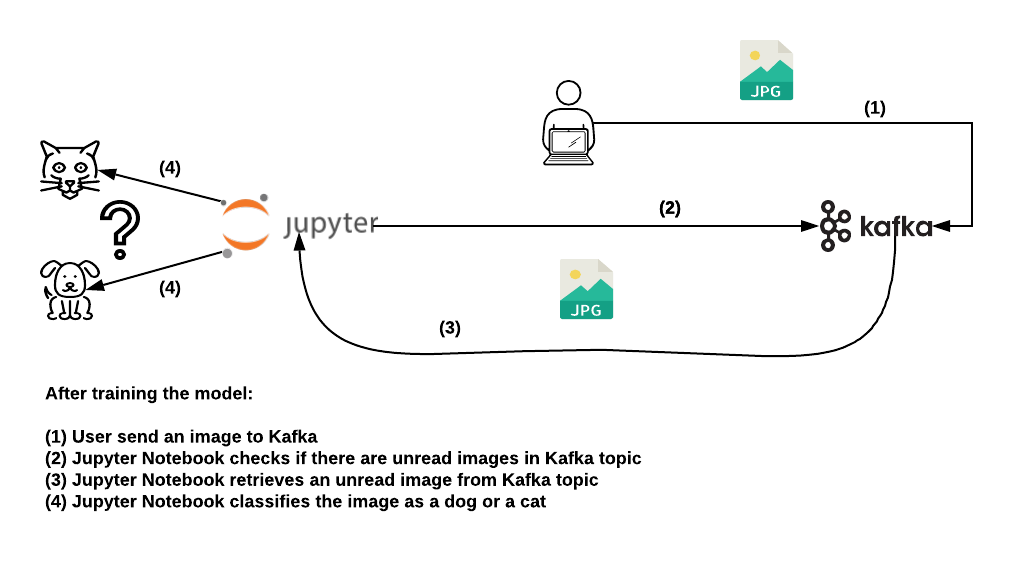 JPG
(1)
(4)
(2)
jupyter
kafka
(4)
JPG
(3)
After training the model:
(1) User send an image to Kafka
(2) Jupyter Notebook checks if there are unread images in Kafka topic
(3) Jupyter Notebook retrieves an unread image from Kafka topic
(4) Jupyter Notebook classifies the image as a dog or a cat